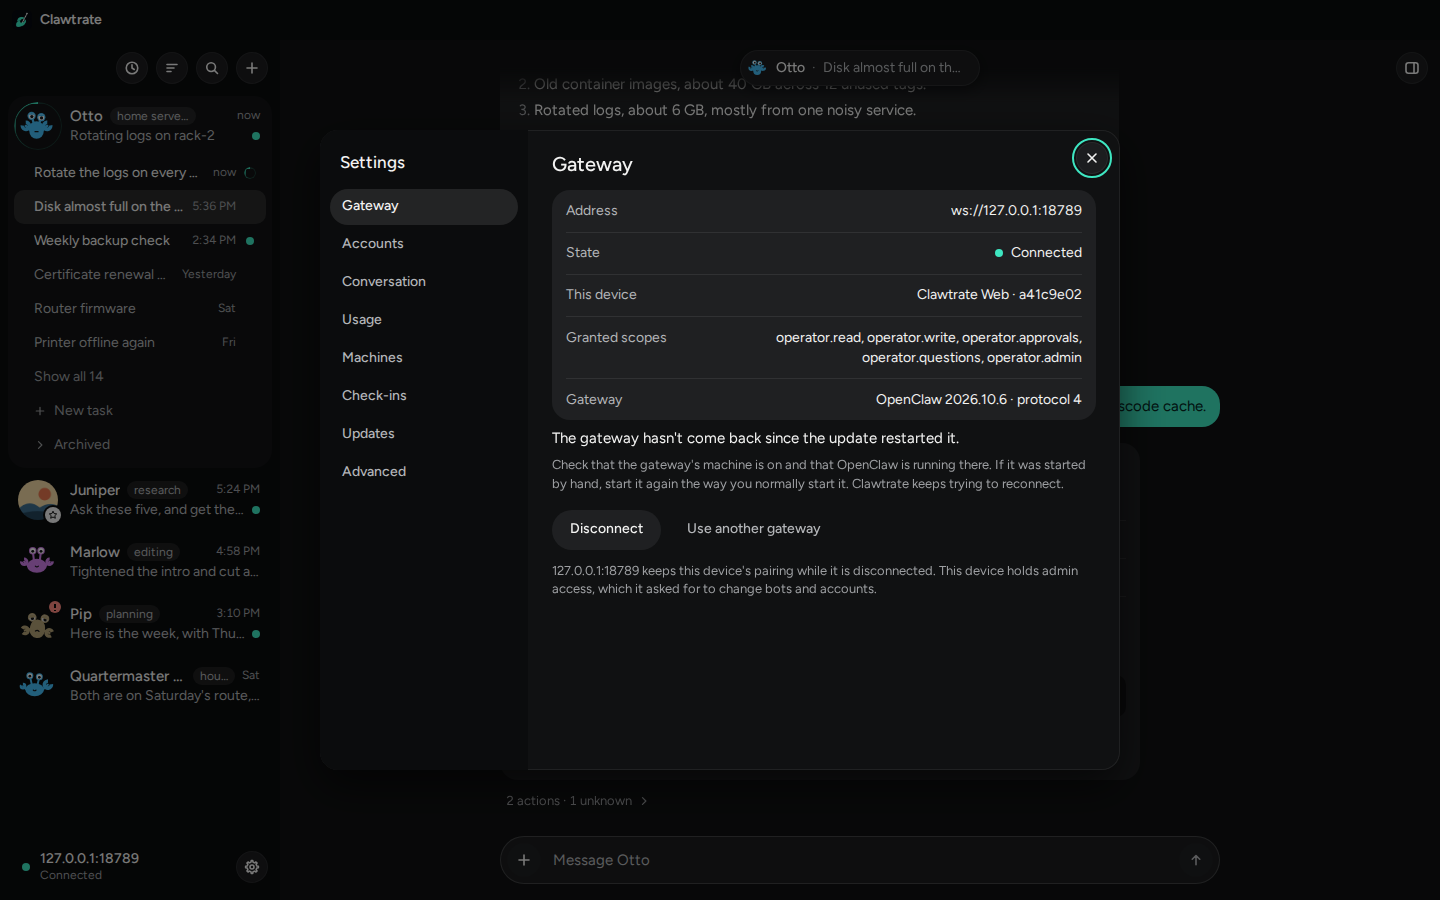 Clawtrate
Otto · Disk almost full on th...
Otto home serve... now
Rotating logs on rack-2
Rotate the logs on every ... now
Disk almost full on the ... 5:36 PM
Weekly backup check 2:34 PM
Certificate renewal ... Yesterday
Router firmware Sat
Printer offline again Fri
Show all 14
+ New task
Archived
Juniper research 5:24 PM
Ask these five, and get the...
Marlow editing 4:58 PM
Tightened the intro and cut a...
Pip planning 3:10 PM
Here is the week, with Thu...
Quartermaster ... hou... Sat
Both are on Saturday's route,...
127.0.0.1:18789
Connected
2. Old container images, about 40 GB across 12 unused tags.
3. Rotated logs, about 6 GB, mostly from one noisy service.
Settings
Gateway
Accounts
Conversation
Usage
Machines
Check-ins
Updates
Advanced
Gateway
Address ws://127.0.0.1:18789
State Connected
This device Clawtrate Web · a41c9e02
Granted scopes operator.read, operator.write, operator.approvals,
operator.questions, operator.admin
Gateway OpenClaw 2026.10.6 · protocol 4
The gateway hasn't come back since the update restarted it.
Check that the gateway's machine is on and that OpenClaw is running there. If it was started
by hand, start it again the way you normally start it. Clawtrate keeps trying to reconnect.
Disconnect Use another gateway
127.0.0.1:18789 keeps this device's pairing while it is disconnected. This device holds admin
access, which it asked for to change bots and accounts.
scode cache.
2 actions · 1 unknown
Message Otto